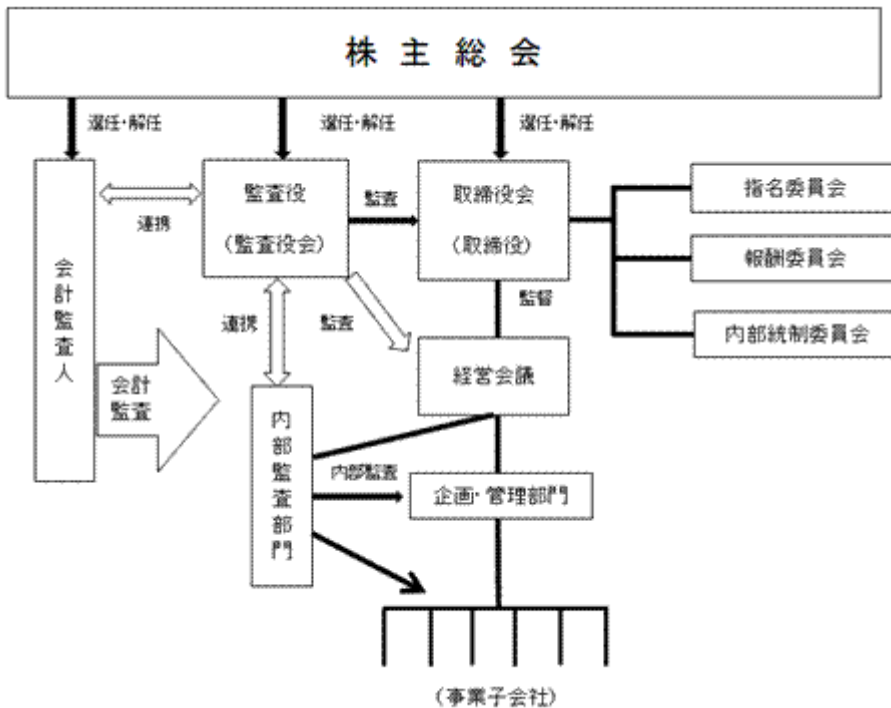 株主総会
選任・解任
選任・解任
選任・解任
会計監査人
連携
監査役
(監査役会)
監査
取締役会
(取締役)
指名委員会
報酬委員会
内部統制委員会
連携
監査
監督
会計
監査
経営会議
内部監査部門
内部監査
企画・管理部門
(事業子会社)